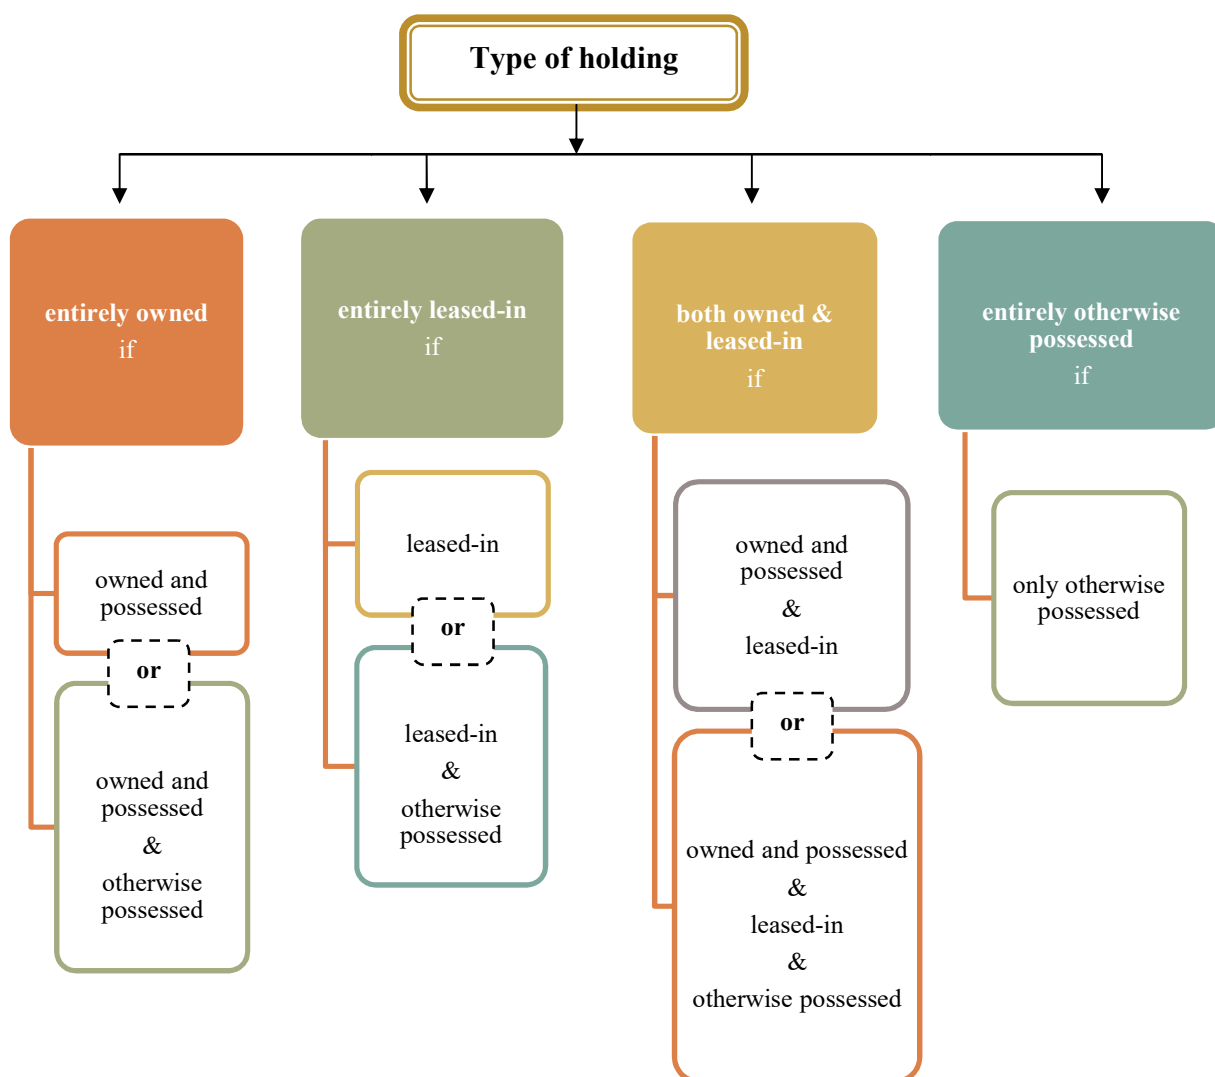 Type of holding
entirely owned
if
owned and
possessed
or
owned and
possessed
&
otherwise
possessed
entirely leased-in
if
leased-in
or
leased-in
&
otherwise
possessed
both owned &
leased-in
if
owned and
possessed
&
leased-in
or
owned and possessed
&
leased-in
&
otherwise possessed
entirely otherwise
possessed
if
only otherwise
possessed